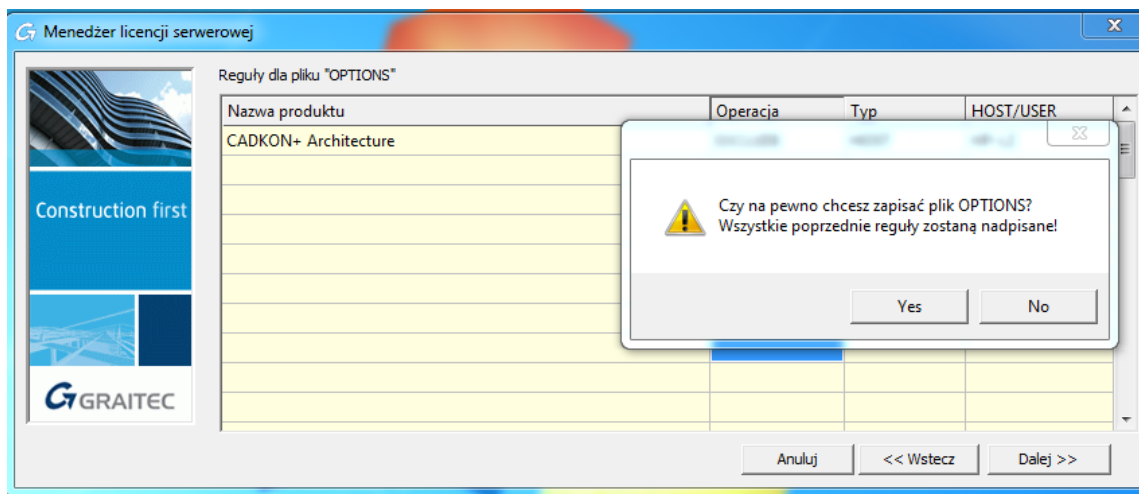 Menedżer licencji serwerowej
Reguły dla pliku "OPTIONS"
Nazwa produktu Operacja Typ HOST/USER
CADKON+ Architecture
Czy na pewno chcesz zapisać plik OPTIONS?
Wszystkie poprzednie reguły zostaną nadpisane!
Yes No
Construction first
GRAITEC
Anuluj << Wstecz Dalej >>